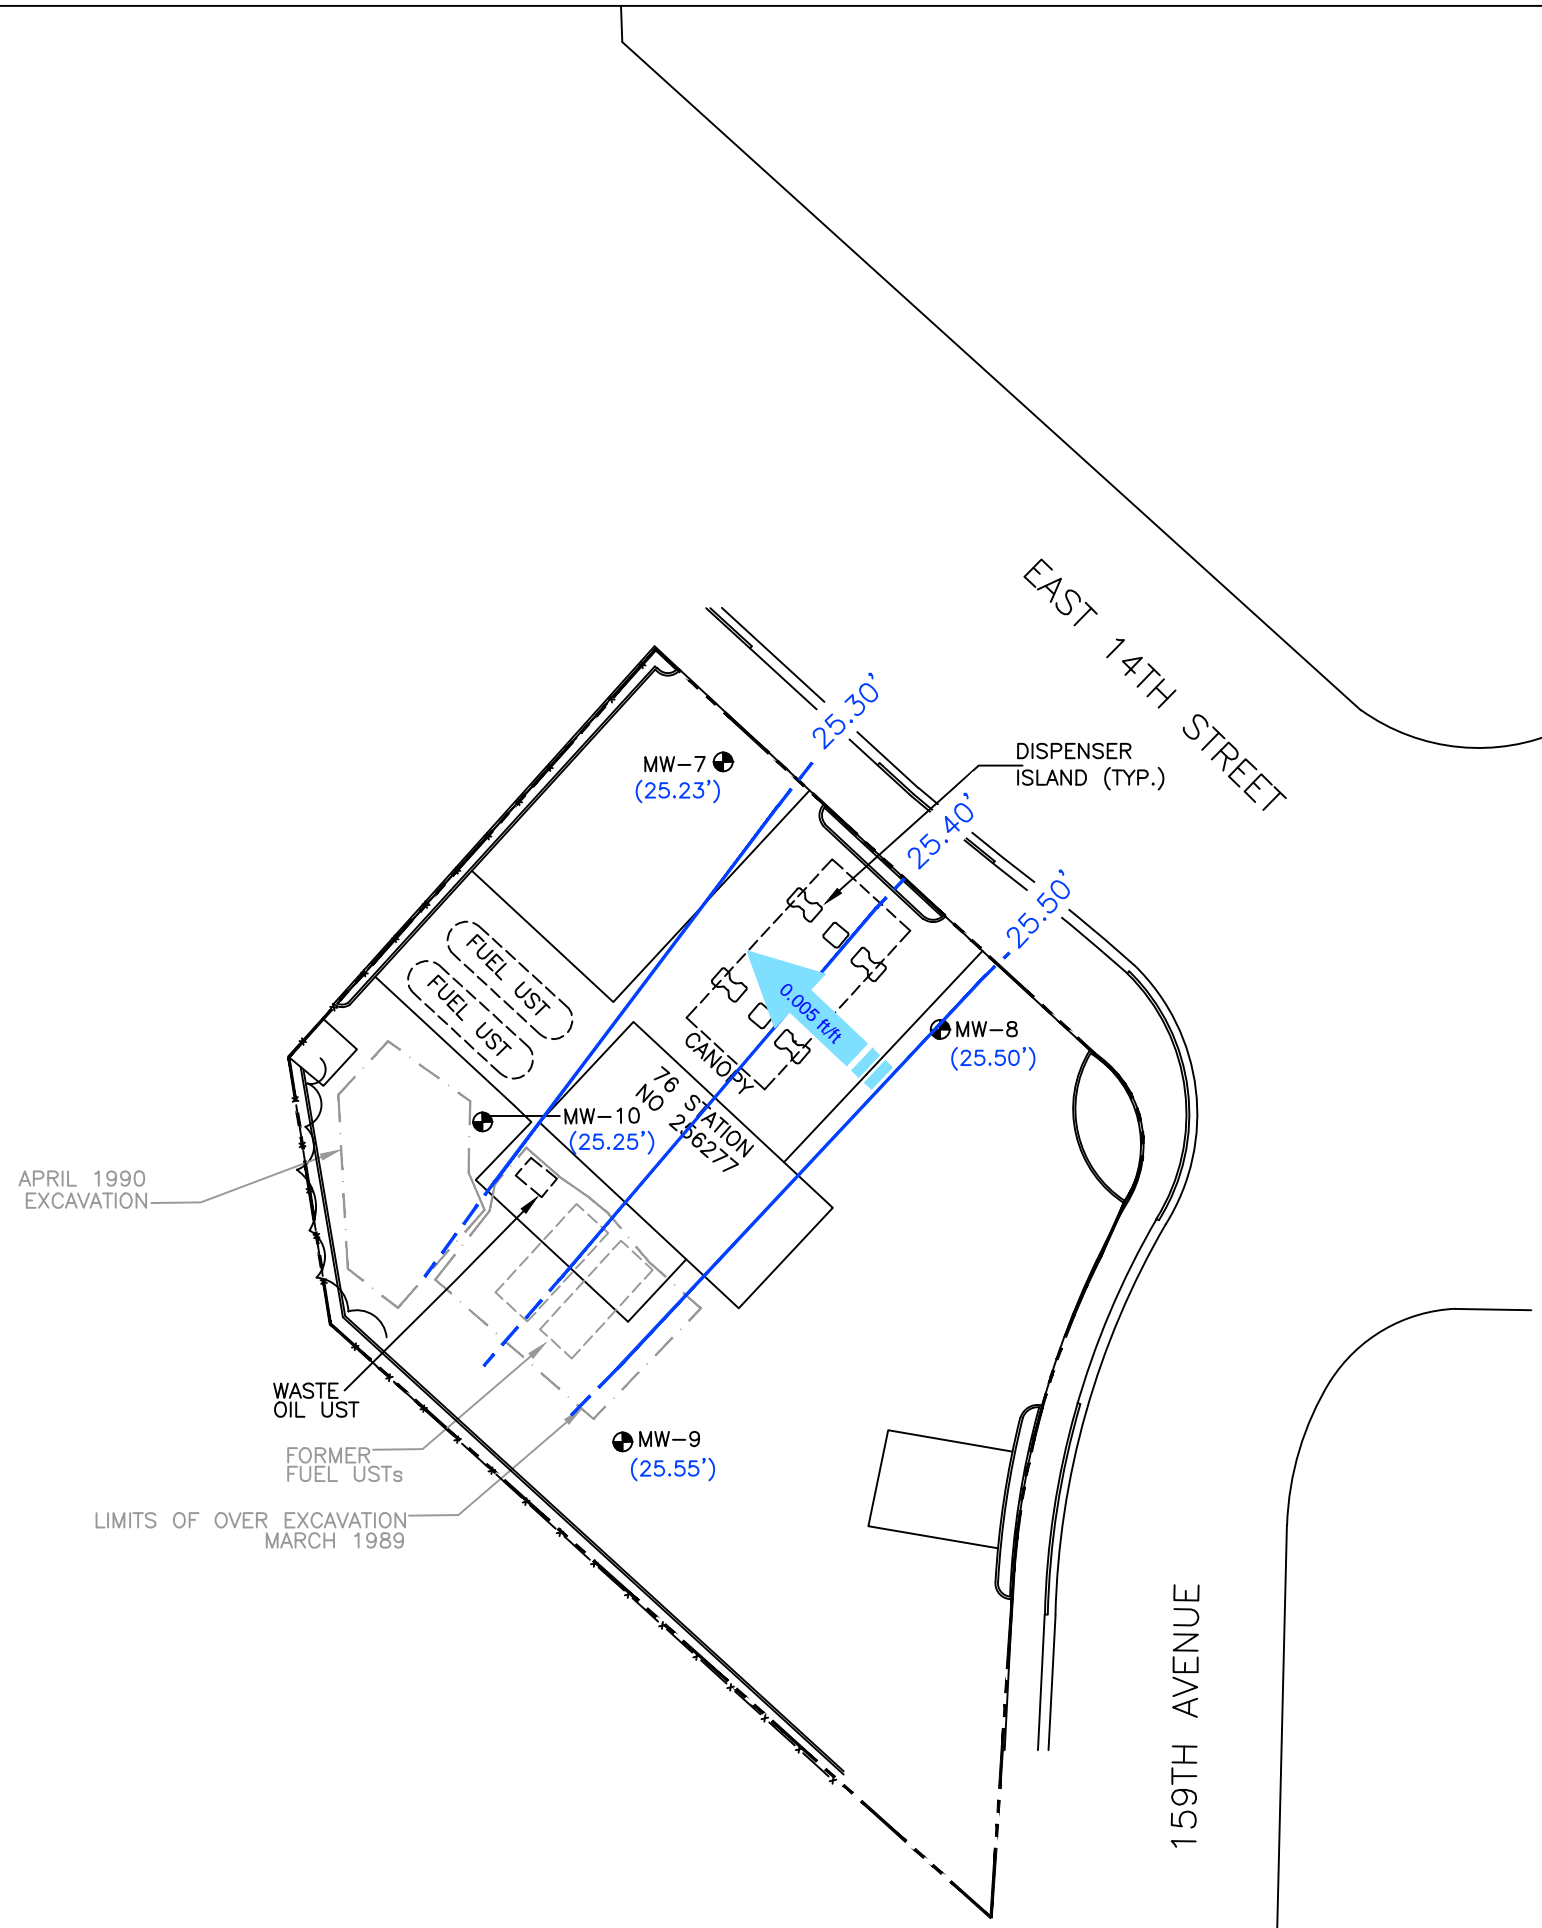 EAST 14TH STREET
25.30'
DISPENSER
ISLAND (TYP.)
MW-7
(25.23')
25.40'
25.50'
FUEL UST
FUEL UST
0.005 ft/ft
MW-8
(25.50')
CANOPY
76 STATION
NO 256277
MW-10
(25.25')
APRIL 1990
EXCAVATION
WASTE
OIL UST
FORMER
FUEL USTs
MW-9
(25.55')
LIMITS OF OVER EXCAVATION
MARCH 1989
159TH AVENUE